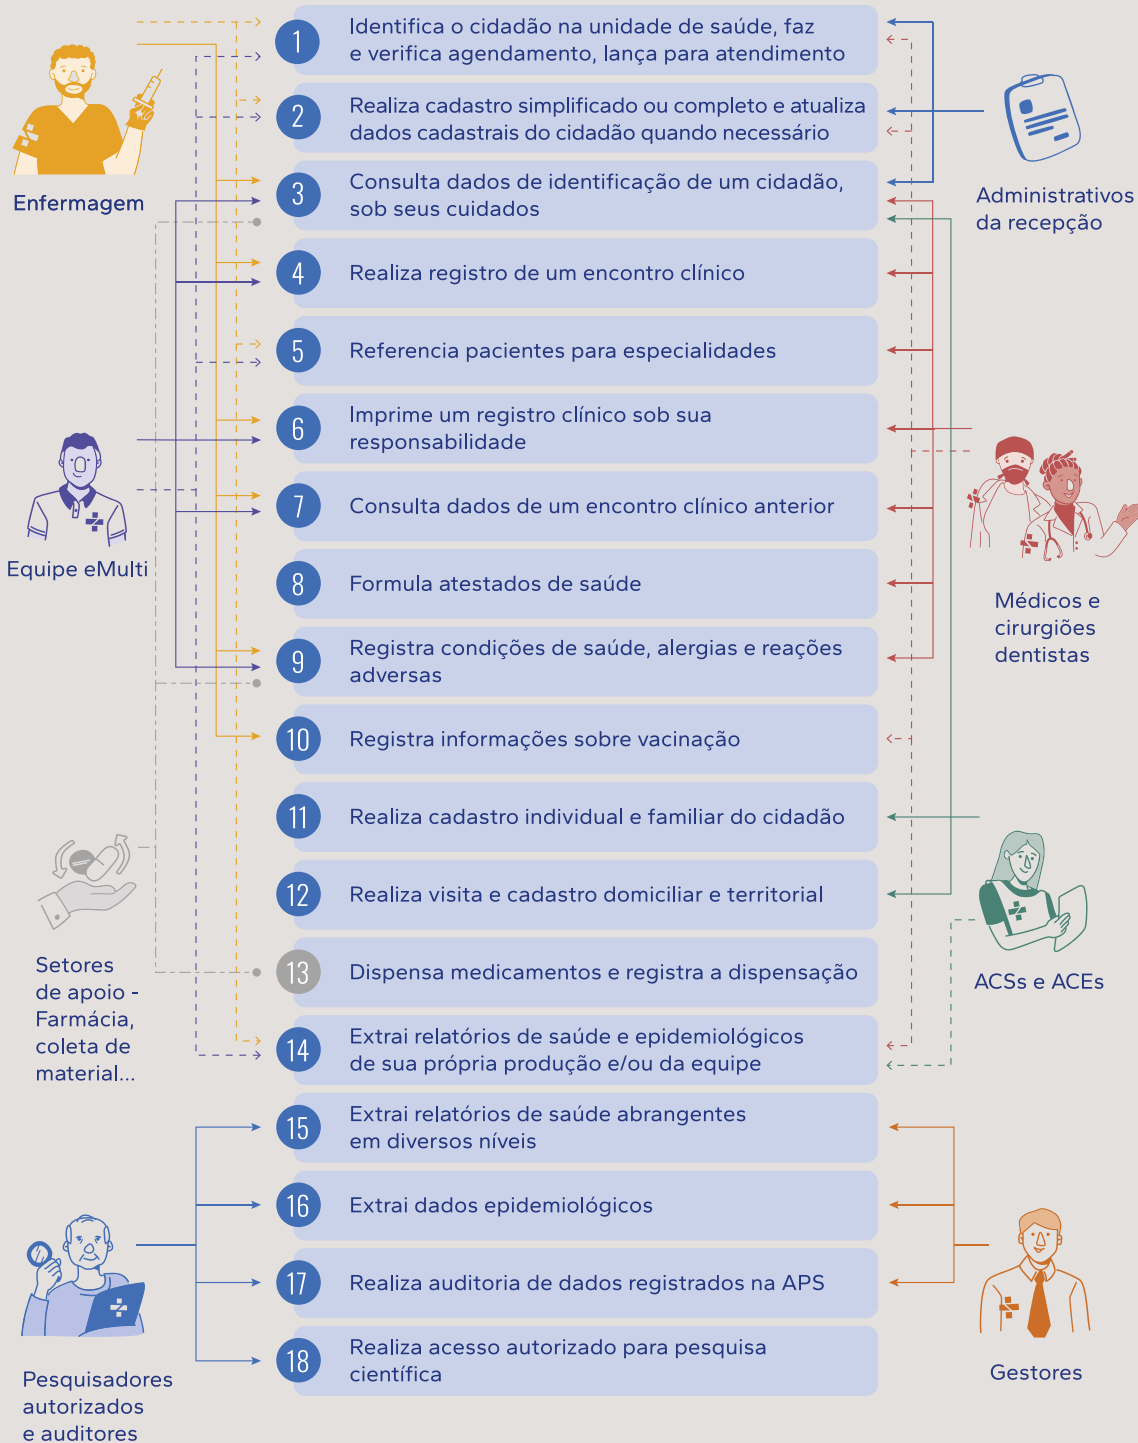 1
Identifica o cidadão na unidade de saúde, faz
e verifica agendamento, lança para atendimento
2
Realiza cadastro simplificado ou completo e atualiza
dados cadastrais do cidadão quando necessário
Enfermagem
3
Consulta dados de identificação de um cidadão,
sob seus cuidados
Administrativos
da recepção
4
Realiza registro de um encontro clínico
5
Referencia pacientes para especialidades
6
Imprime um registro clínico sob sua
responsabilidade
7
Consulta dados de um encontro clínico anterior
Equipe eMulti
8
Formula atestados de saúde
Médicos e
cirurgiões
dentistas
9
Registra condições de saúde, alergias e reações
adversas
10
Registra informações sobre vacinação
11
Realiza cadastro individual e familiar do cidadão
12
Realiza visita e cadastro domiciliar e territorial
Setores
de apoio -
Farmácia,
coleta de
material...
13
Dispensa medicamentos e registra a dispensação
ACSs e ACEs
14
Extrai relatórios de saúde e epidemiológicos
de sua própria produção e/ou da equipe
15
Extrai relatórios de saúde abrangentes
em diversos níveis
16
Extrai dados epidemiológicos
17
Realiza auditoria de dados registrados na APS
18
Realiza acesso autorizado para pesquisa
científica
Pesquisadores
autorizados
e auditores
Gestores